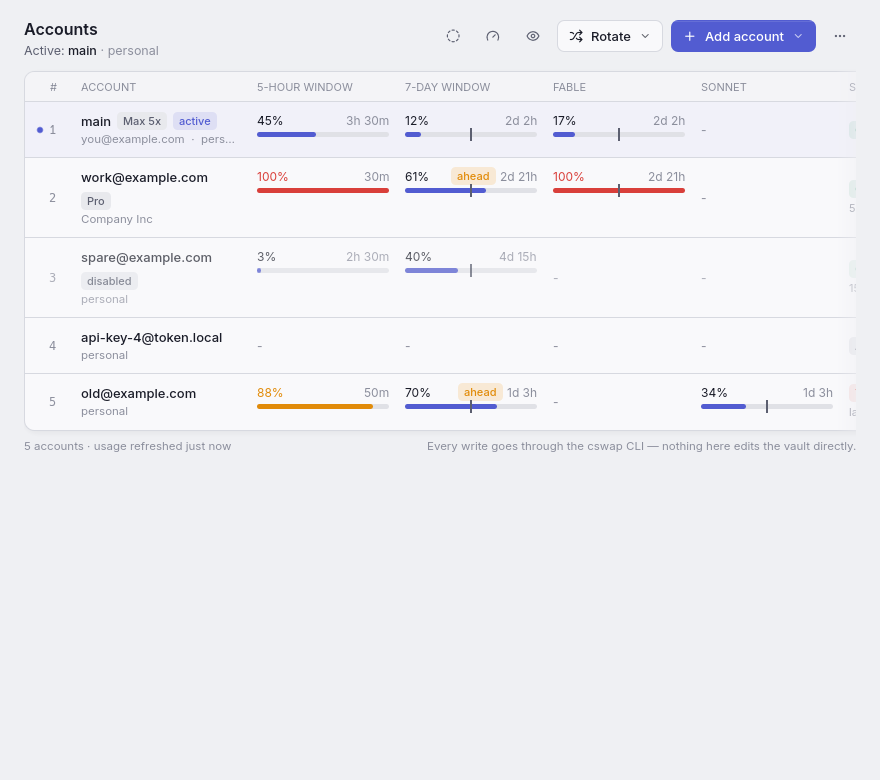 Accounts
Active: main · personal
Rotate
Add account
# ACCOUNT 5-HOUR WINDOW 7-DAY WINDOW FABLE SONNET
1 main Max 5x active 45% 3h 30m 12% 2d 2h 17% 2d 2h -
you@example.com · pers...
2 work@example.com 100% 30m 61% ahead 2d 21h 100% 2d 21h -
Pro
Company Inc
3 spare@example.com 3% 2h 30m 40% 4d 15h - -
disabled
personal
4 api-key-4@token.local - - - -
personal
5 old@example.com 88% 50m 70% ahead 1d 3h - 34% 1d 3h
personal
5 accounts · usage refreshed just now
Every write goes through the cswap CLI — nothing here edits the vault directly.